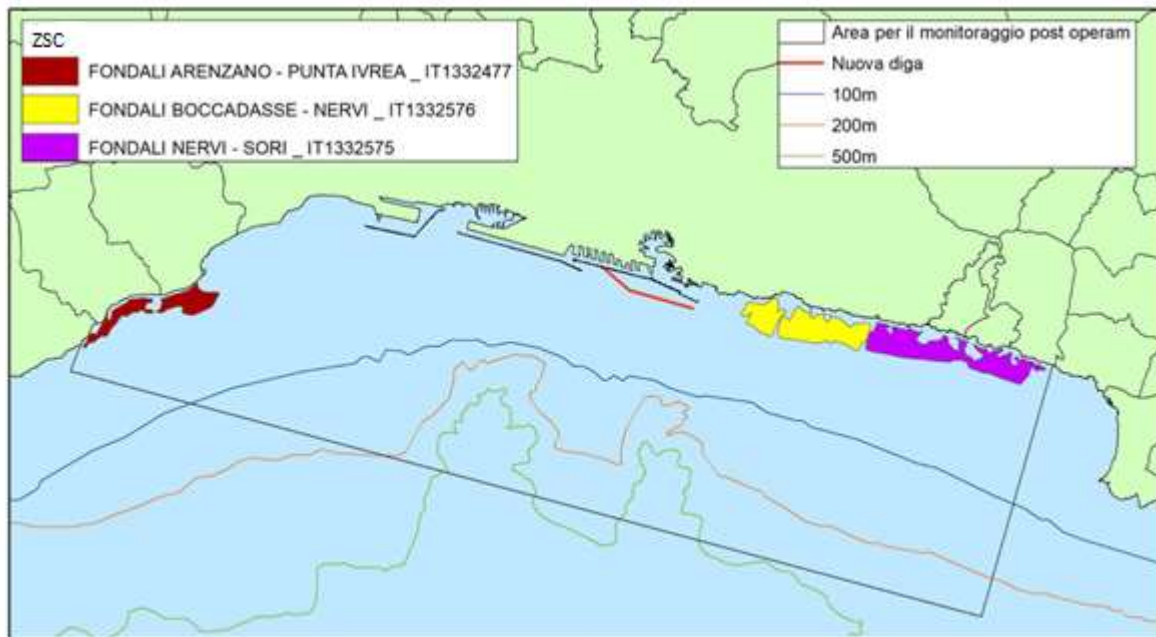 ZSC
FONDALI ARENZANO - PUNTA IVREA _ IT1332477
FONDALI BOCCADASSE - NERVI _ IT1332576
FONDALI NERVI - SORI _ IT1332575
Area per il monitoraggio post operam
Nuova diga
100m
200m
500m